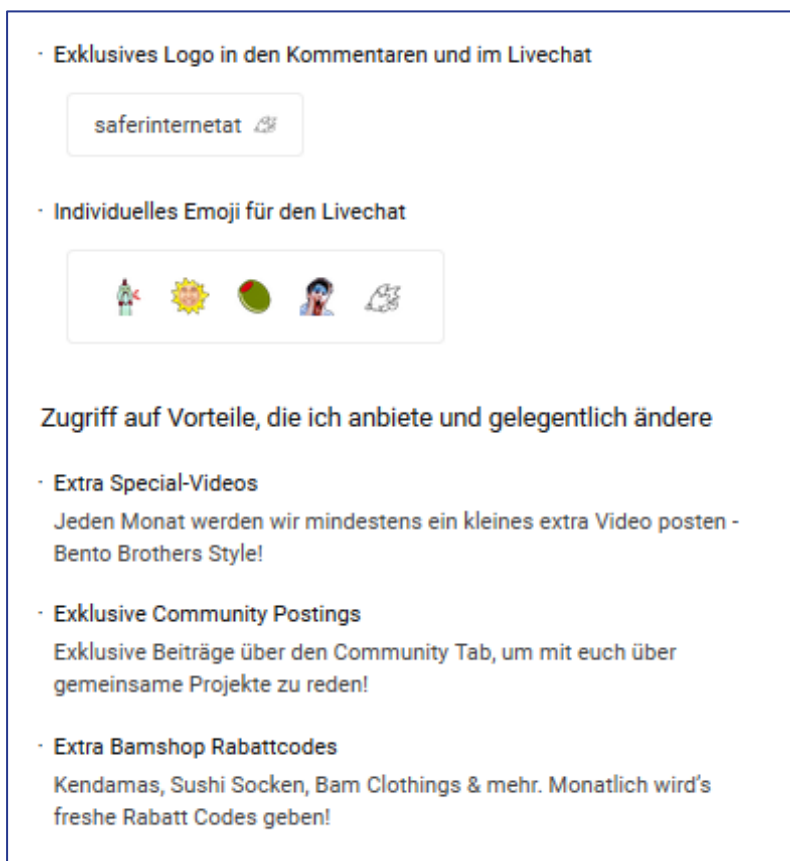 · Exklusives Logo in den Kommentaren und im Livechat
saferinternetat
· Individuelles Emoji für den Livechat
Zugriff auf Vorteile, die ich anbiete und gelegentlich ändere
· Extra Special-Videos
Jeden Monat werden wir mindestens ein kleines extra Video posten -
Bento Brothers Style!
· Exklusive Community Postings
Exklusive Beiträge über den Community Tab, um mit euch über
gemeinsame Projekte zu reden!
· Extra Bamshop Rabattcodes
Kendamas, Sushi Socken, Bam Clothings & mehr. Monatlich wird's
freshe Rabatt Codes geben!